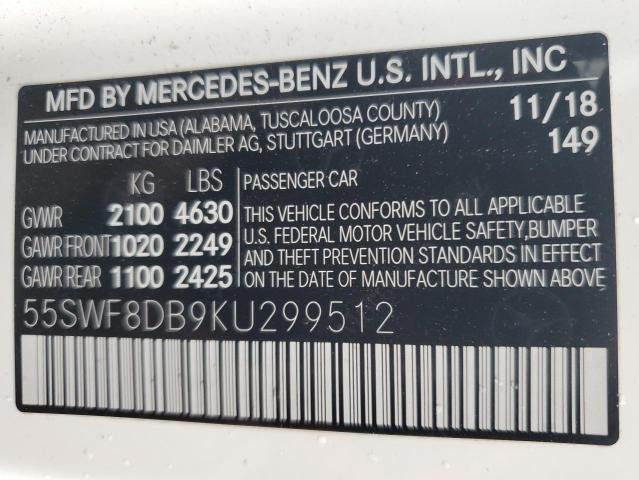 MFD BY MERCEDES-BENZ U.S. INTL., INC
MANUFACTURED IN USA (ALABAMA, TUSCALOOSA COUNTY) 11/18
UNDER CONTRACT FOR DAIMLER AG, STUTTGART (GERMANY) 149
KG LBS PASSENGER CAR
GVWR 2100 4630 THIS VEHICLE CONFORMS TO ALL APPLICABLE
GAWR FRONT 1020 2249 U.S. FEDERAL MOTOR VEHICLE SAFETY, BUMPER
GAWR REAR 1100 2425 AND THEFT PREVENTION STANDARDS IN EFFECT
ON THE DATE OF MANUFACTURE SHOWN ABOVE.
55SWF8DB9KU299512